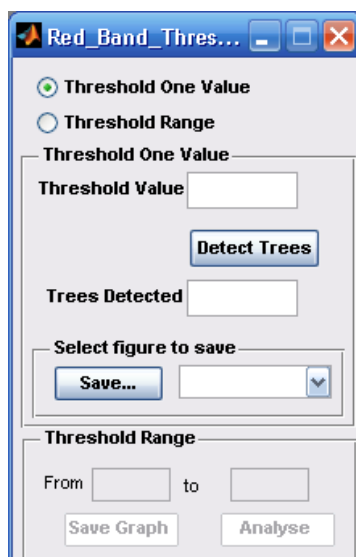 Red_Band_Thres...
Threshold One Value
Threshold Range
Threshold One Value
Threshold Value
Detect Trees
Trees Detected
Select figure to save
Save...
Threshold Range
From to
Save Graph Analyse